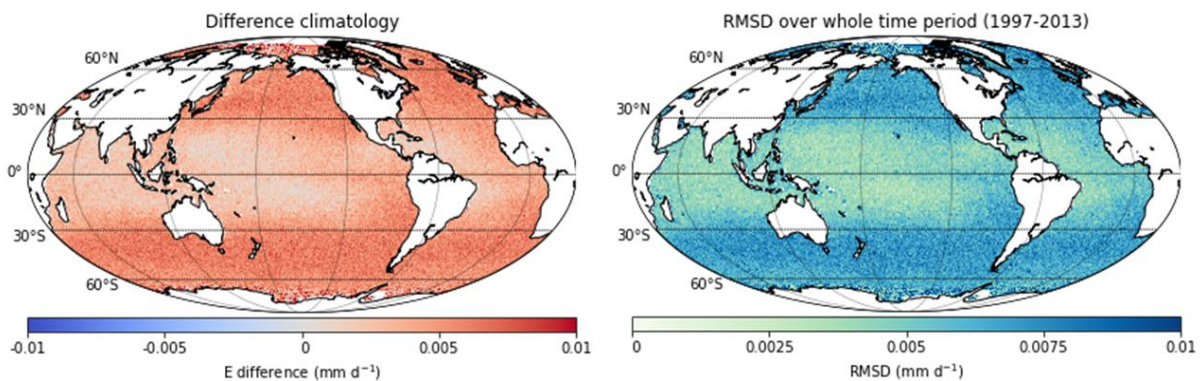 Difference climatology
60°N
30°N
0°
30°S
60°S
-0.01 -0.005 0 0.005 0.01
E difference (mm d⁻¹)
RMSD over whole time period (1997-2013)
60°N
30°N
0°
30°S
60°S
0 0.0025 0.005 0.0075 0.01
RMSD (mm d⁻¹)